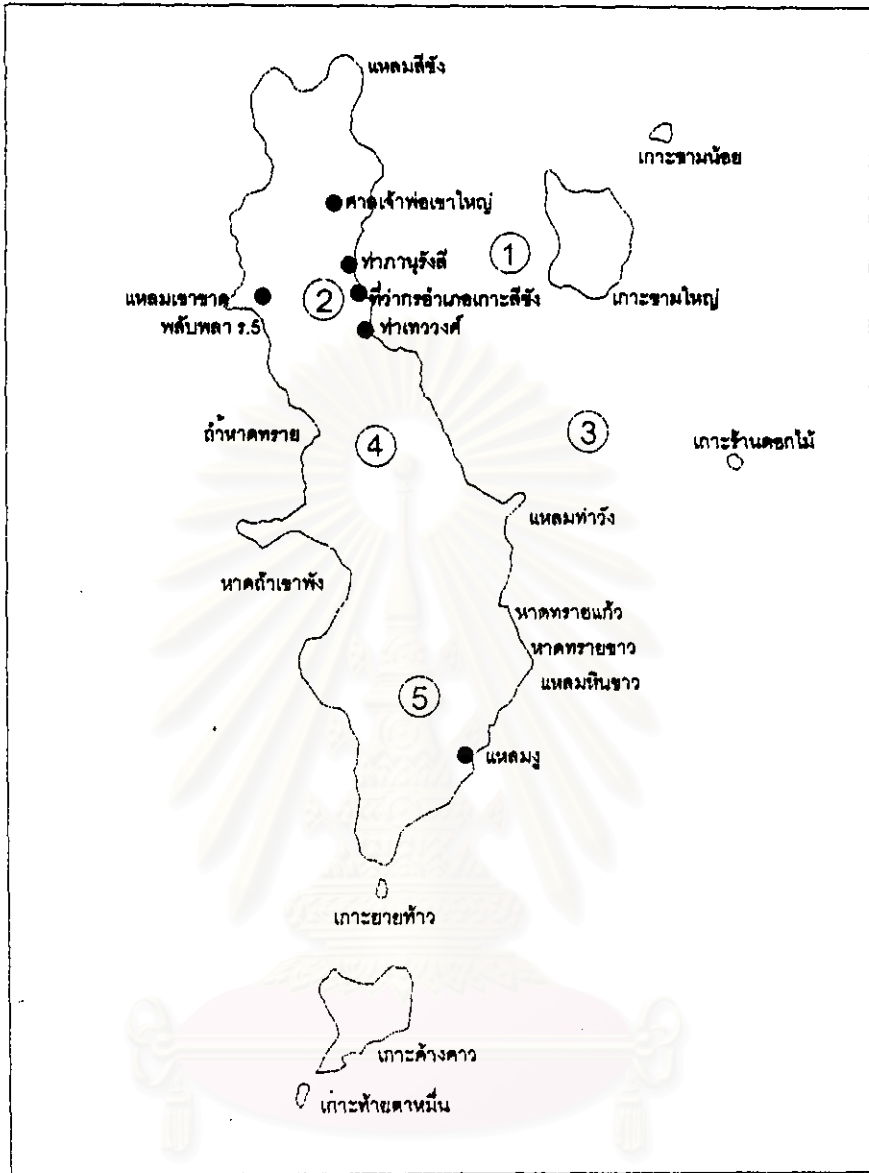 แหลมสีชัง
เกาะขามน้อย
ศาลเจ้าพ่อเขาใหญ่
1
ท่าภานุรังสี
แหลมเขาขาด
2
ที่ว่าการอำเภอเกาะสีชัง
เกาะขามใหญ่
พลับพลา ร.5
ท่าเทววงศ์
ถ้ำหาดทราย
4
3
เกาะร้านดอกไม้
แหลมท่าวัง
หาดถ้ำเขาพัง
หาดทรายแก้ว
หาดทรายขาว
แหลมหินขาว
5
แหลมงู
เกาะยายท้าว
เกาะค้างคาว
เกาะท้ายตาหมื่น